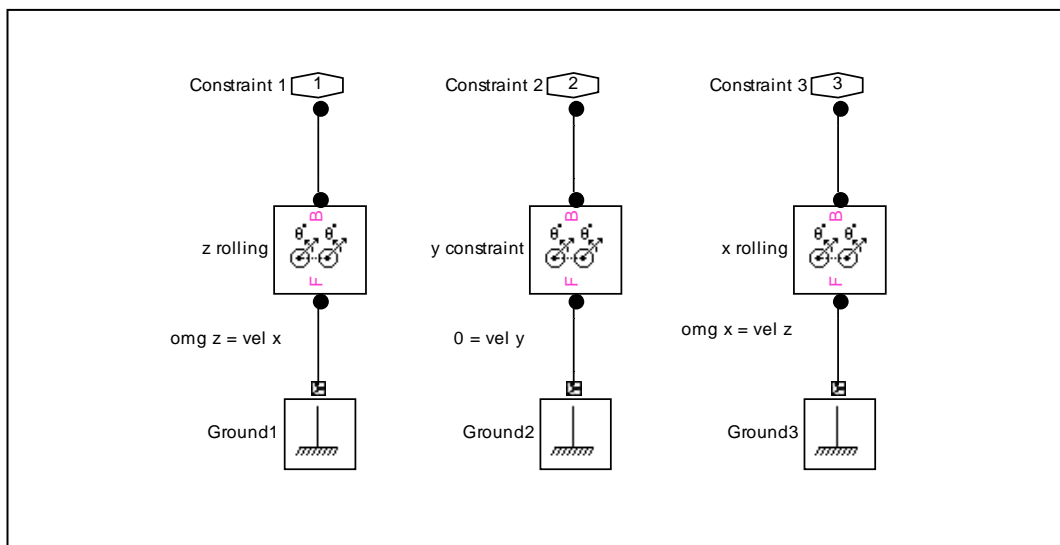 Constraint 1
1
Constraint 2
2
Constraint 3
3
B
θ θ
F
z rolling
B
θ θ
F
y constraint
B
θ θ
F
x rolling
omg z = vel x
0 = vel y
omg x = vel z
Ground1
Ground2
Ground3